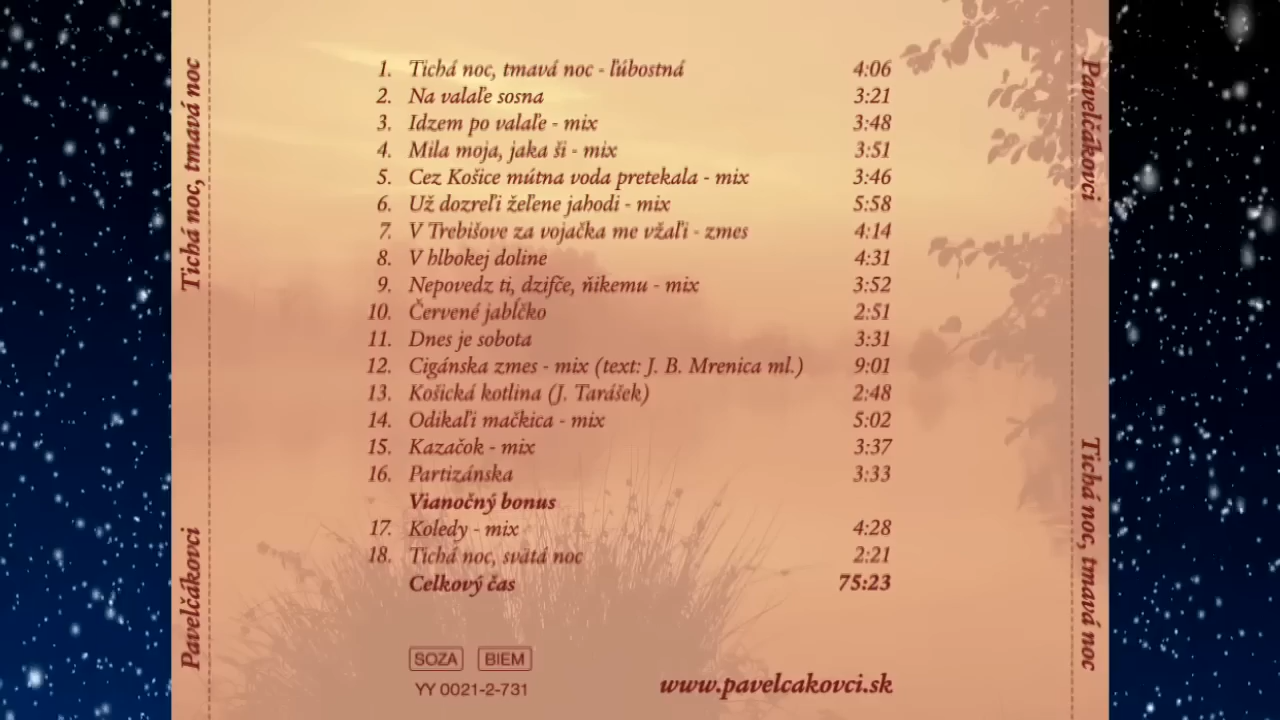 Tichá noc, tmavá noc
Pavelčákovci
1. Tichá noc, tmavá noc - ľúbostná 4:06
2. Na valaľe sosna 3:21
3. Idzem po valaľe - mix 3:48
4. Mila moja, jaka ši - mix 3:51
5. Cez Košice mútna voda pretekala - mix 3:46
6. Už dozreľi žeľene jahodi - mix 5:58
7. V Trebišove za vojačka me vžaľi - zmes 4:14
8. V hlbokej doline 4:31
9. Nepovedz ti, dzifče, ňikemu - mix 3:52
10. Červené jabĺčko 2:51
11. Dnes je sobota 3:31
12. Cigánska zmes - mix (text: J. B. Mrenica ml.) 9:01
13. Košická kotlina (J. Tarášek) 2:48
14. Odikaľi mačkica - mix 5:02
15. Kazačok - mix 3:37
16. Partizánska 3:33
Vianočný bonus
17. Koledy - mix 4:28
18. Tichá noc, svätá noc 2:21
Celkový čas 75:23
SOZA BIEM
YY 0021-2-731
www.pavelcakovci.sk
Pavelčákovci
Tichá noc, tmavá noc